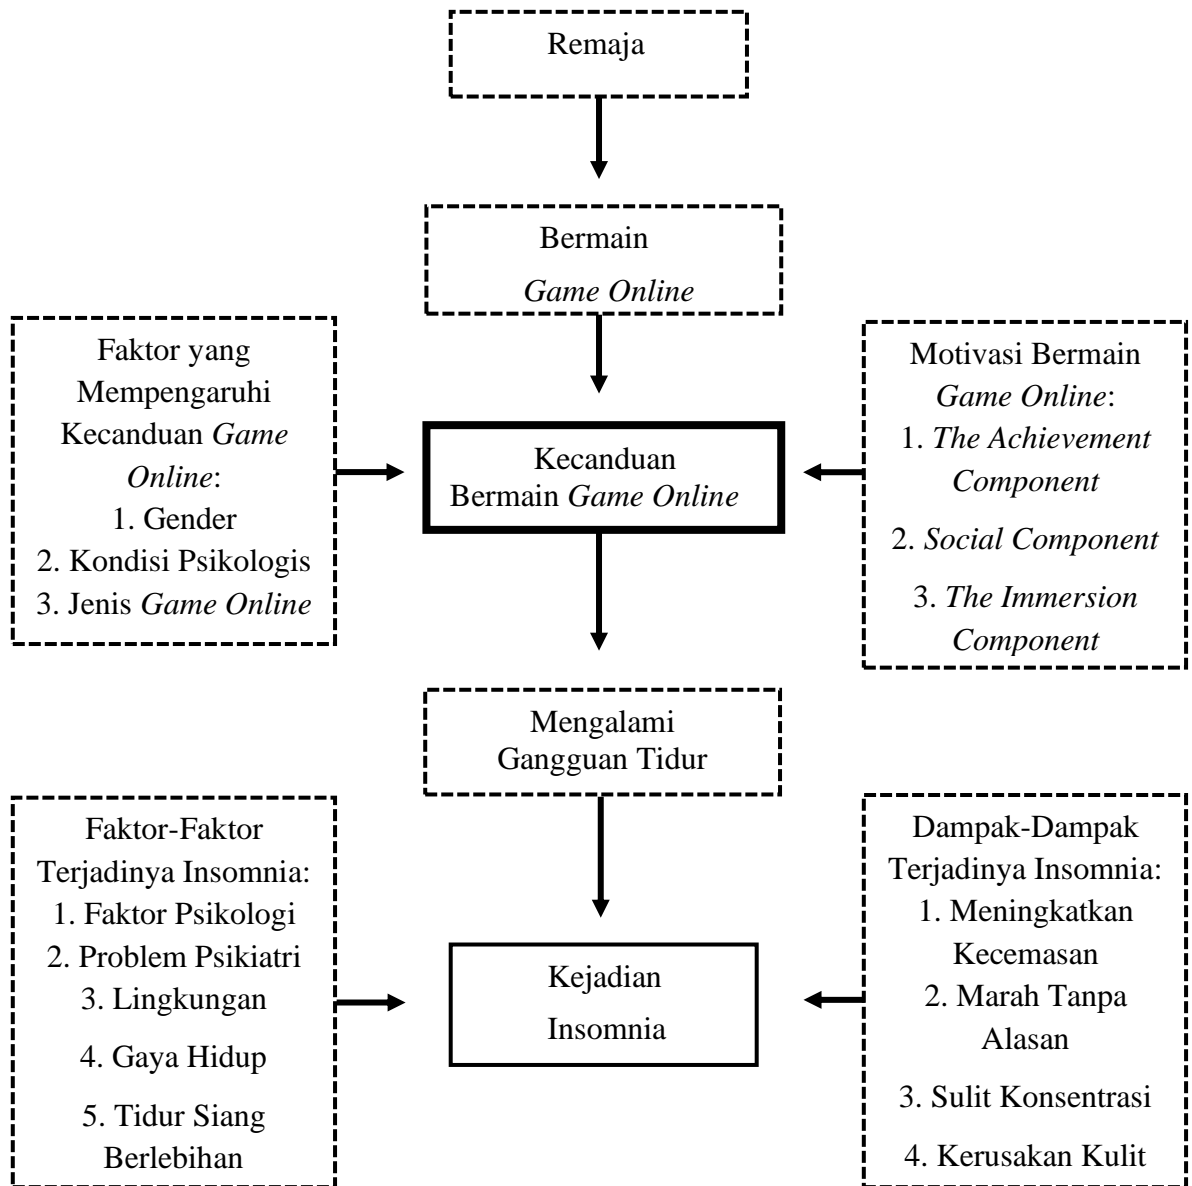 Remaja
Bermain
Game Online
Faktor yang
Mempengaruhi
Kecanduan Game
Online:
1. Gender
2. Kondisi Psikologis
3. Jenis Game Online
Kecanduan
Bermain Game Online
Motivasi Bermain
Game Online:
1. The Achievement
Component
2. Social Component
3. The Immersion
Component
Mengalami
Gangguan Tidur
Faktor-Faktor
Terjadinya Insomnia:
1. Faktor Psikologi
2. Problem Psikiatri
3. Lingkungan
4. Gaya Hidup
5. Tidur Siang
Berlebihan
Kejadian
Insomnia
Dampak-Dampak
Terjadinya Insomnia:
1. Meningkatkan
Kecemasan
2. Marah Tanpa
Alasan
3. Sulit Konsentrasi
4. Kerusakan Kulit